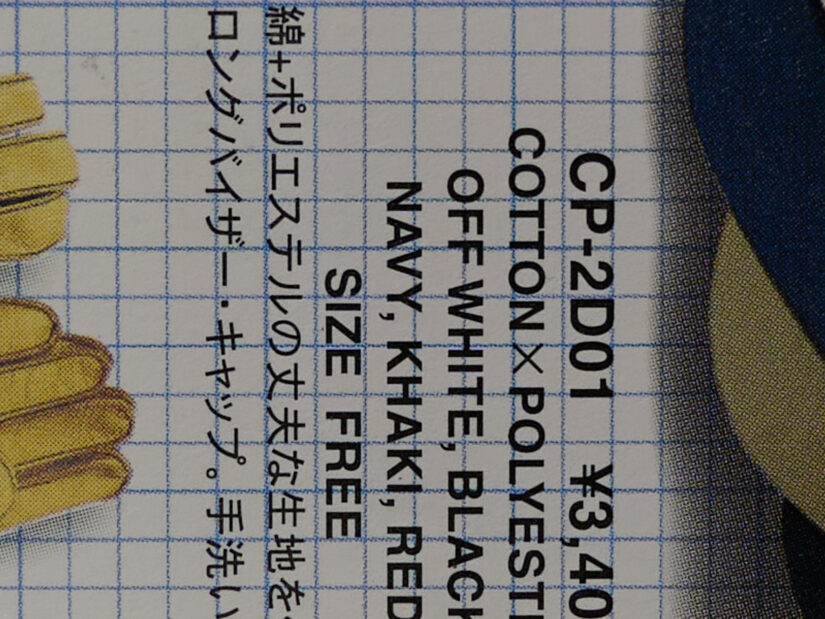 CP-2D01 ¥3,40
COTTON×POLYEST
OFF WHITE, BLACK
NAVY, KHAKI, RED
SIZE FREE
綿+ポリエステルの丈夫な生地を
ロングバイザー・キャップ。手洗い